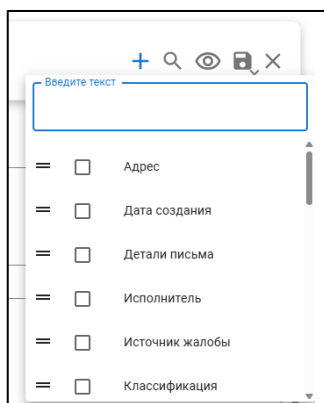 Введите текст
Адрес
Дата создания
Детали письма
Исполнитель
Источник жалобы
Классификация